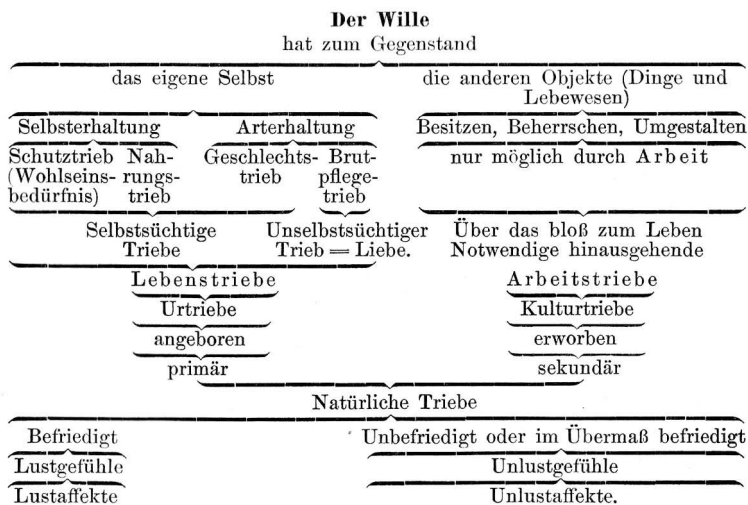 Der Wille
hat zum Gegenstand
das eigene Selbst
die anderen Objekte (Dinge und
Lebewesen)
Selbsterhaltung
Arterhaltung
Besitzen, Beherrschen, Umgestalten
Schutztrieb
(Wohlseins-
bedürfnis)
Nah-
rungs-
trieb
Geschlechts-
trieb
Brut-
pflege-
trieb
nur möglich durch Arbeit
Selbstsüchtige
Triebe
Unselbstsüchtiger
Trieb = Liebe.
Über das bloß zum Leben
Notwendige hinausgehende
Lebenstriebe
Arbeitstriebe
Urtriebe
Kulturtriebe
angeboren
erworben
primär
sekundär
Natürliche Triebe
Befriedigt
Unbefriedigt oder im Übermaß befriedigt
Lustgefühle
Unlustgefühle
Lustaffekte
Unlustaffekte.